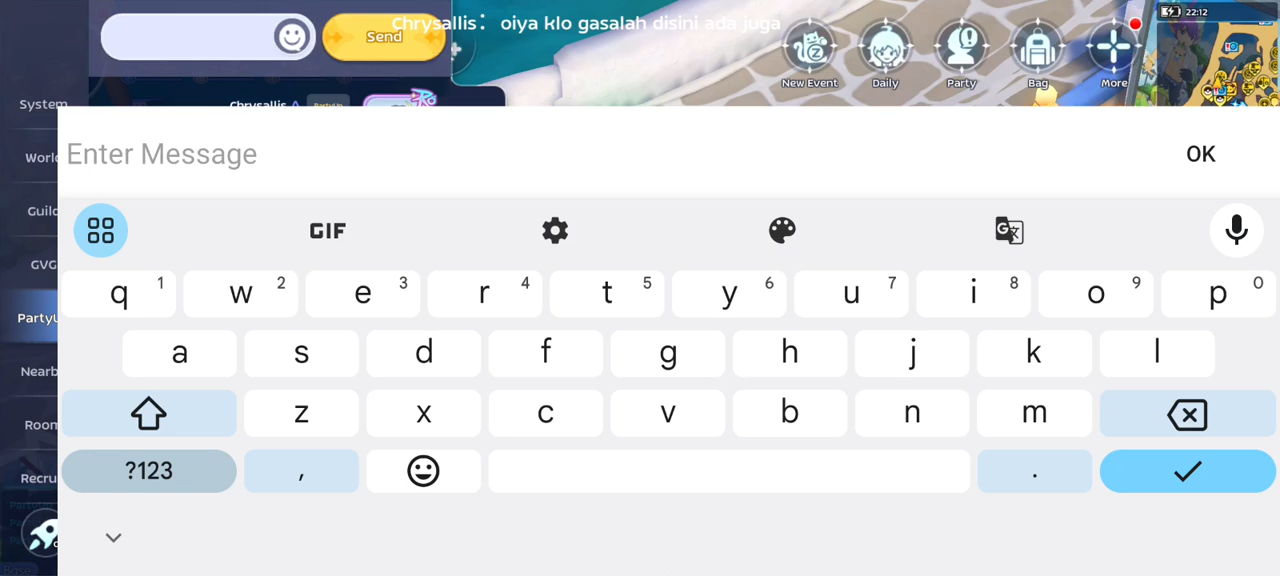 Chrysallis： oiya klo gasalah disini ada juga
Send
22:12
New Event
Daily
Party
Bag
More
System
Chrysallis
PartyUp
World
Guild
GVG
PartyU
Nearb
Room
Recru
Enter Message
OK
GIF
q 1 w 2 e 3 r 4 t 5 y 6 u 7 i 8 o 9 p 0
a s d f g h j k l
z x c v b n m
?123 , .